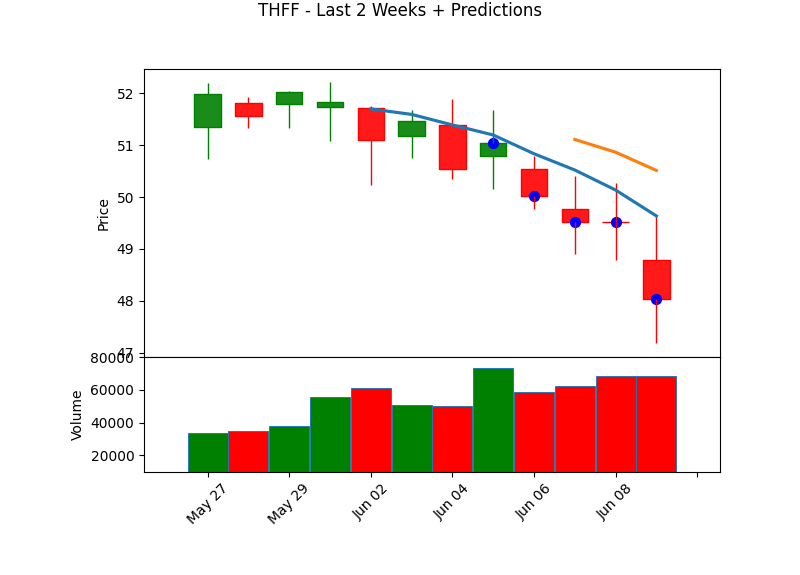 THFF - Last 2 Weeks + Predictions
52
51
50
49
48
47
Price
80000
60000
40000
20000
Volume
May 27
May 29
Jun 02
Jun 04
Jun 06
Jun 08